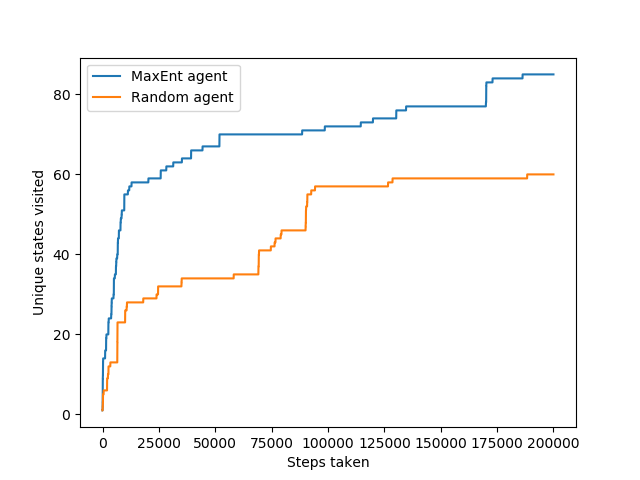 MaxEnt agent
Random agent
80
60
40
20
0
Unique states visited
0 25000 50000 75000 100000 125000 150000 175000 200000
Steps taken